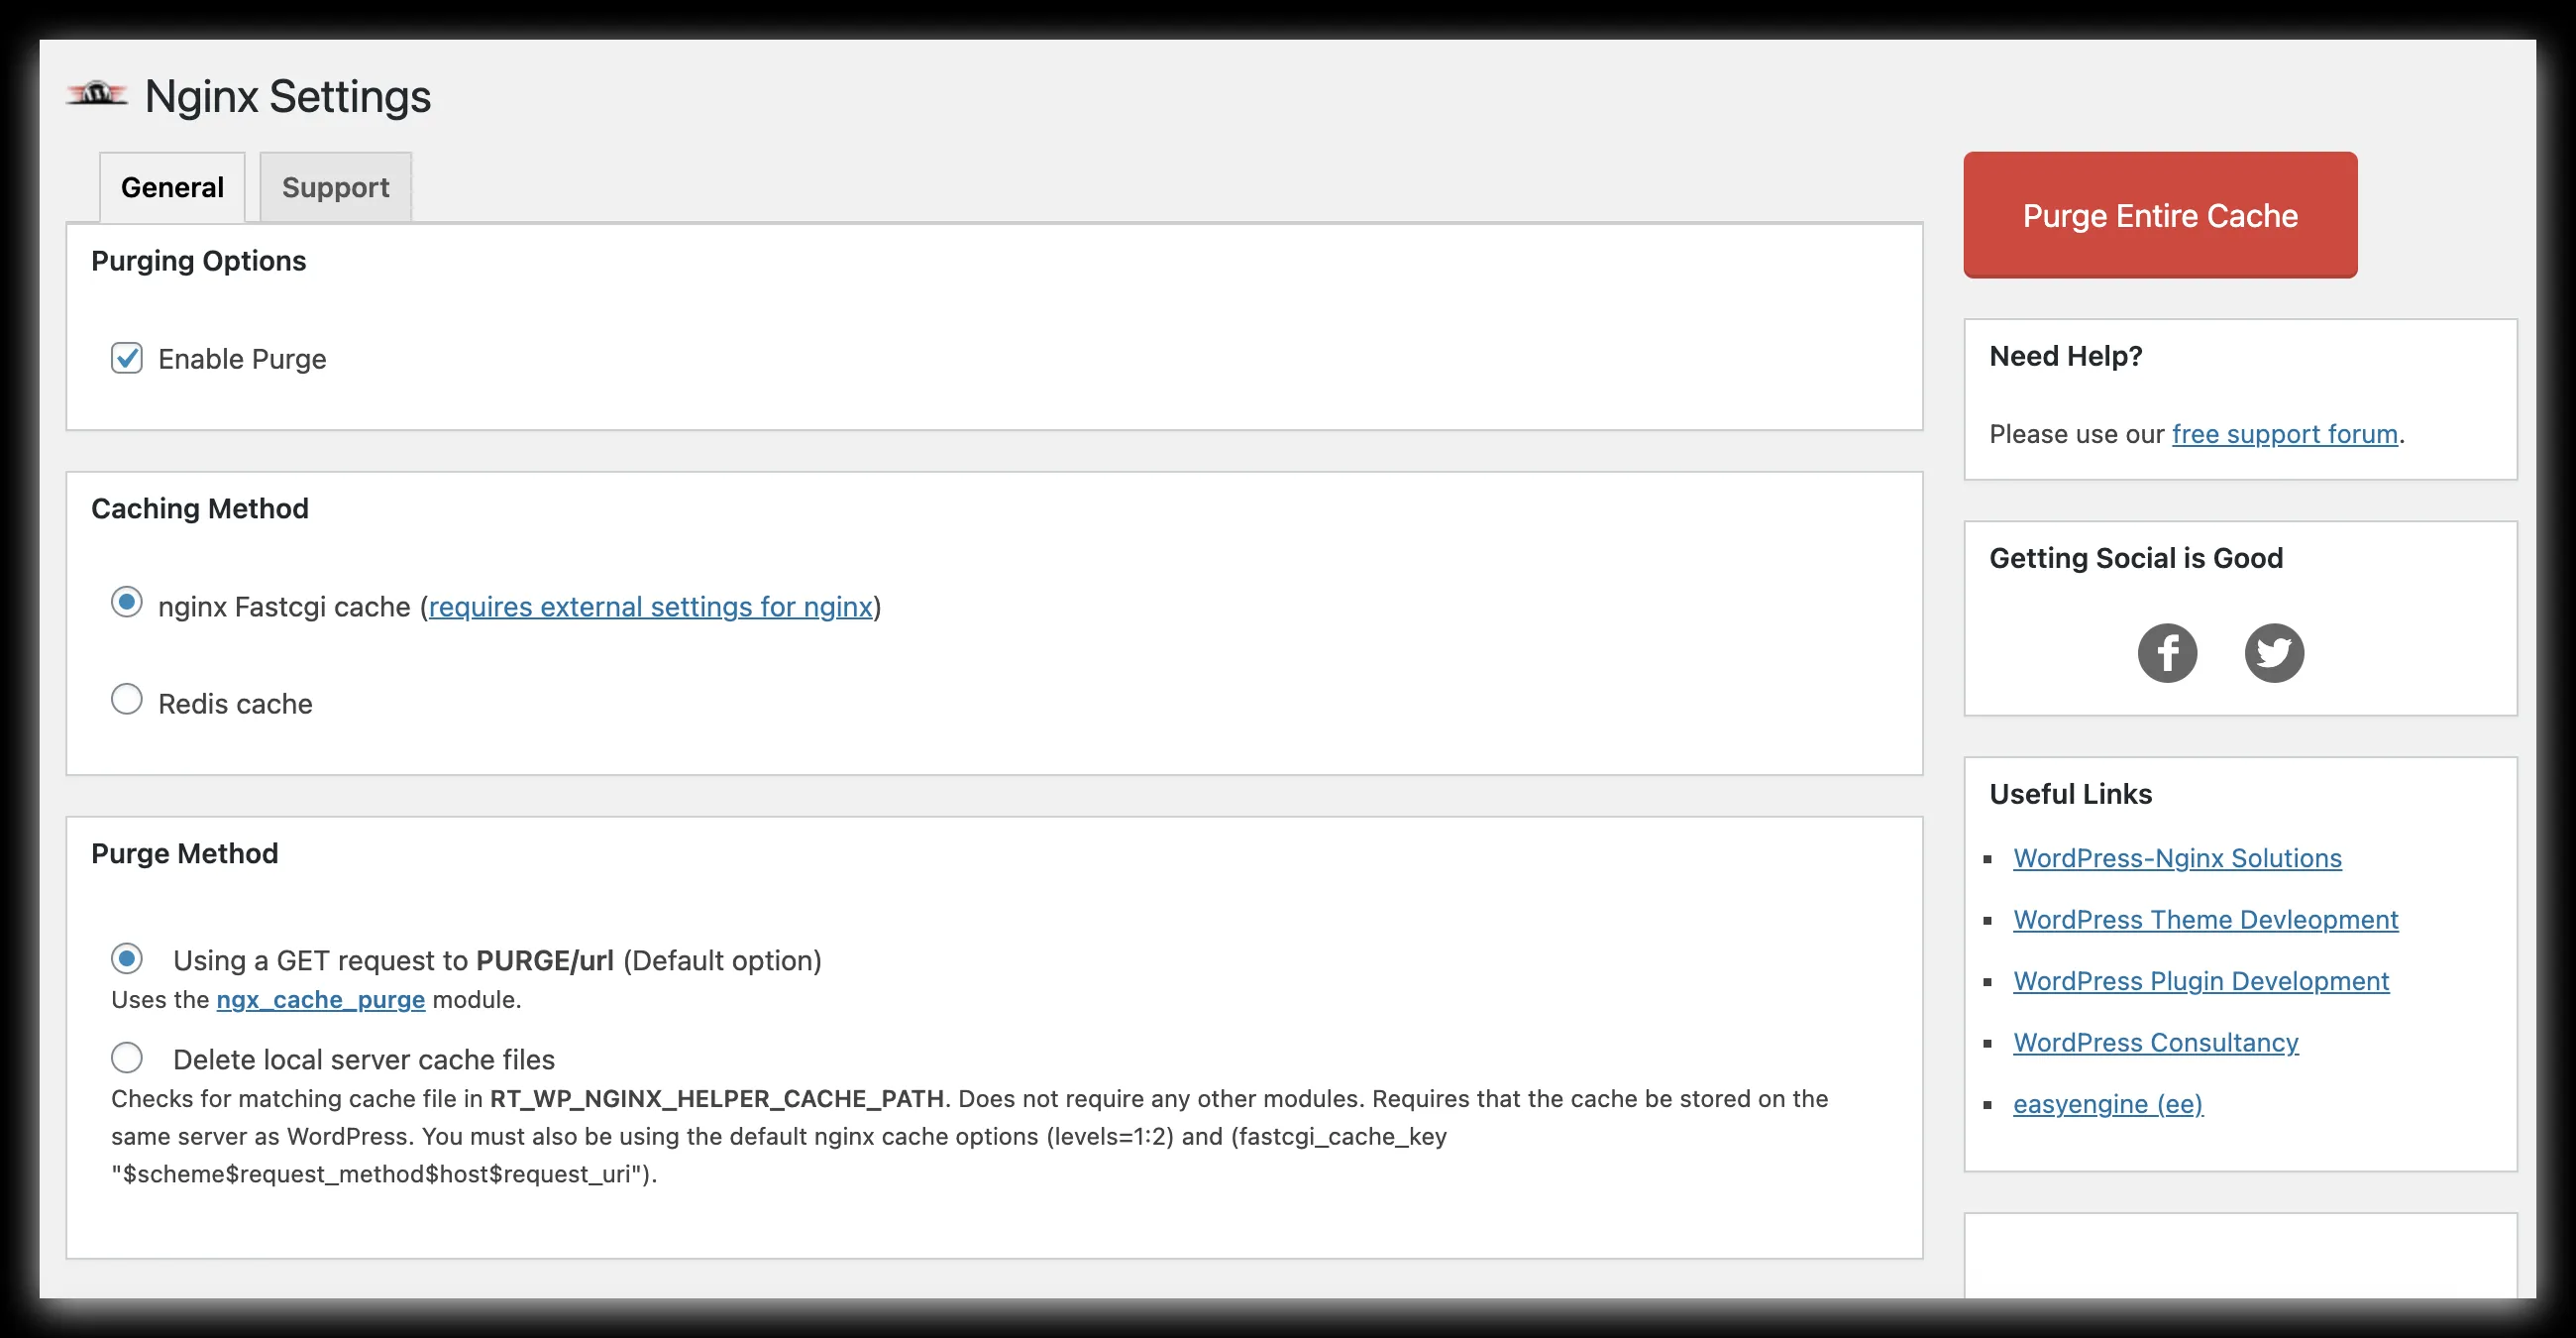 Nginx Settings
General
Support
Purging Options
Enable Purge
Caching Method
nginx Fastcgi cache (requires external settings for nginx)
Redis cache
Purge Method
Using a GET request to PURGE/url (Default option)
Uses the ngx_cache_purge module.
Delete local server cache files
Checks for matching cache file in RT_WP_NGINX_HELPER_CACHE_PATH. Does not require any other modules. Requires that the cache be stored on the
same server as WordPress. You must also be using the default nginx cache options (levels=1:2) and (fastcgi_cache_key
"$scheme$request_method$host$request_uri").
Purge Entire Cache
Need Help?
Please use our free support forum.
Getting Social is Good
Useful Links
WordPress-Nginx Solutions
WordPress Theme Devleopment
WordPress Plugin Development
WordPress Consultancy
easyengine (ee)